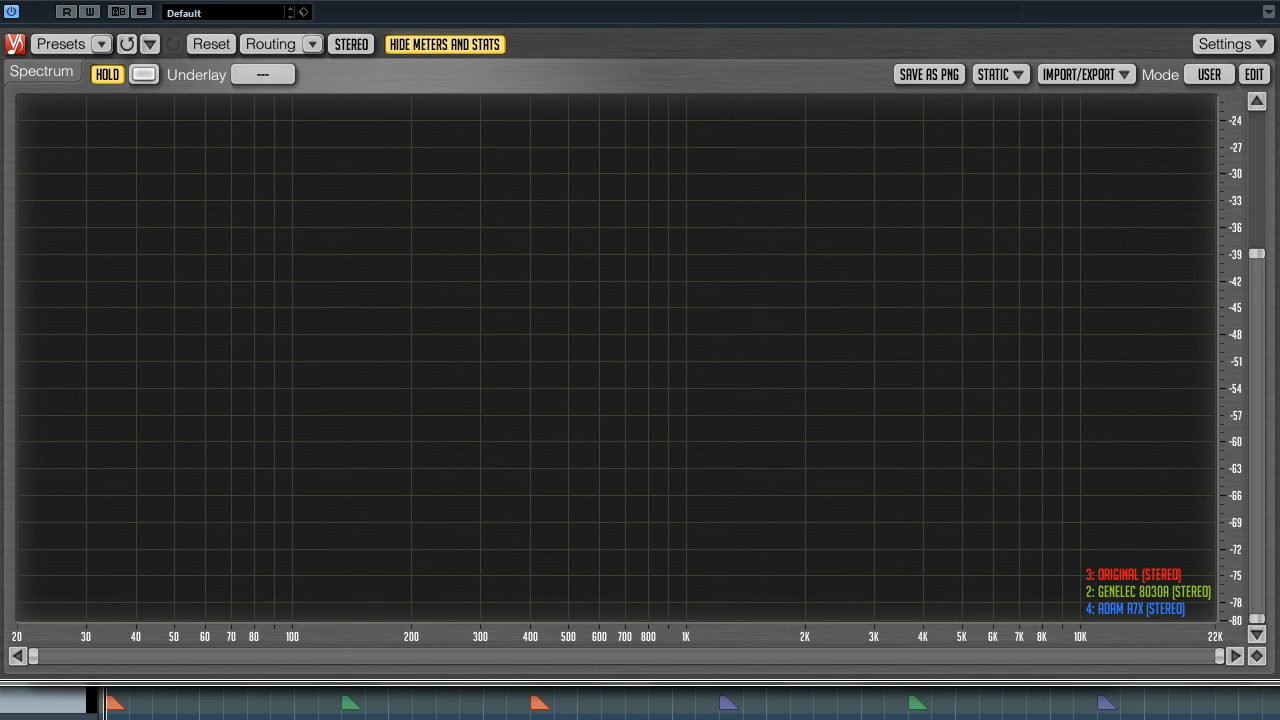 R W AB Default
Presets Reset Routing STEREO HIDE METERS AND STATS Settings
Spectrum HOLD Underlay --- SAVE AS PNG STATIC IMPORT/EXPORT Mode USER EDIT
-24
-27
-30
-33
-36
-39
-42
-45
-48
-51
-54
-57
-60
-63
-66
-69
-72
3: ORIGINAL (STEREO) -75
2: GENELEC 8030A (STEREO)
-78
4: ADAM A7X (STEREO)
-80
20 30 40 50 60 70 80 100 200 300 400 500 600 700 800 1K 2K 3K 4K 5K 6K 7K 8K 10K 22K